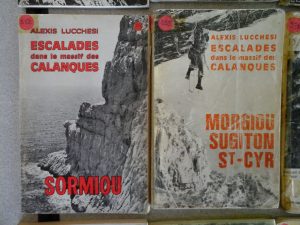 ALEXIS LUCCHESI
ESCALADES
dans le massif des
CALANQUES
SORMIOU
ALEXIS LUCCHESI
ESCALADES
dans le massif des
CALANQUES
MORGIOU
SUGITON
ST-CYR